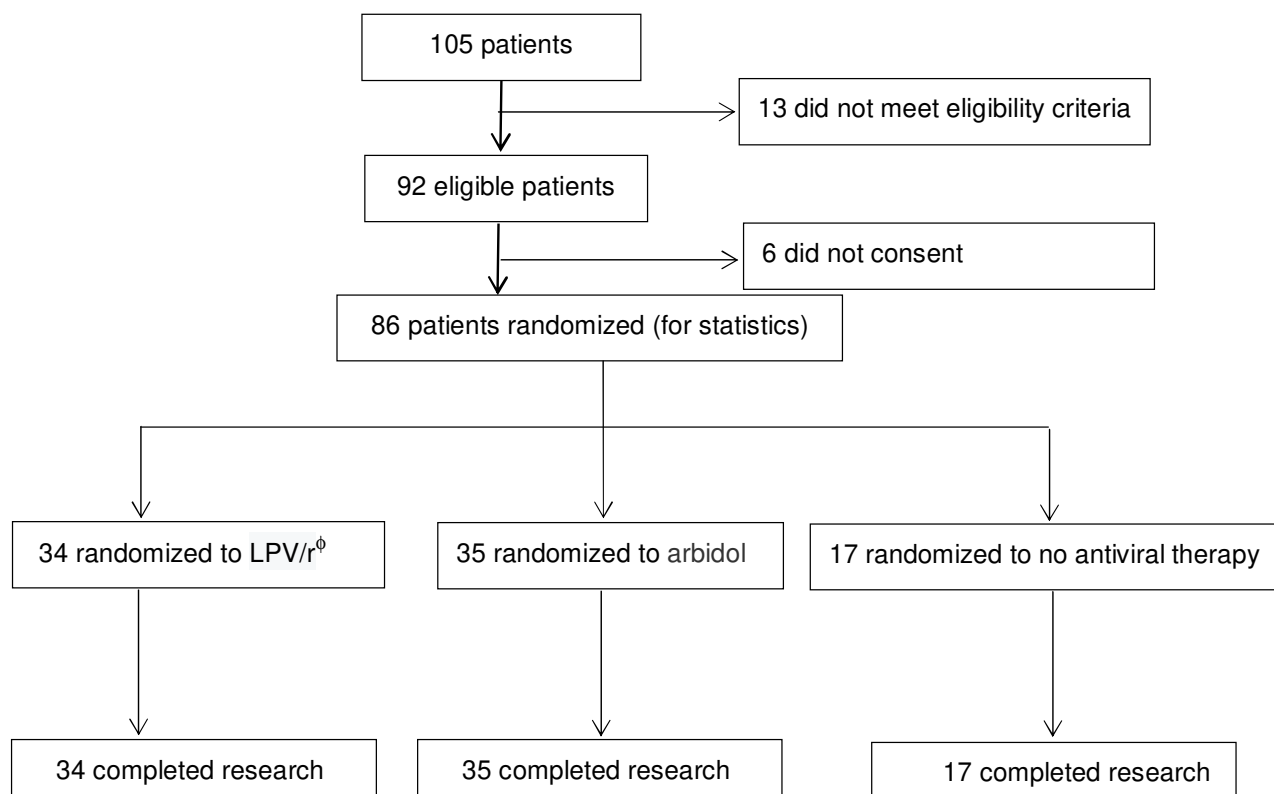 105 patients
13 did not meet eligibility criteria
92 eligible patients
6 did not consent
86 patients randomized (for statistics)
34 randomized to LPV/rᶲ
35 randomized to arbidol
17 randomized to no antiviral therapy
34 completed research
35 completed research
17 completed research